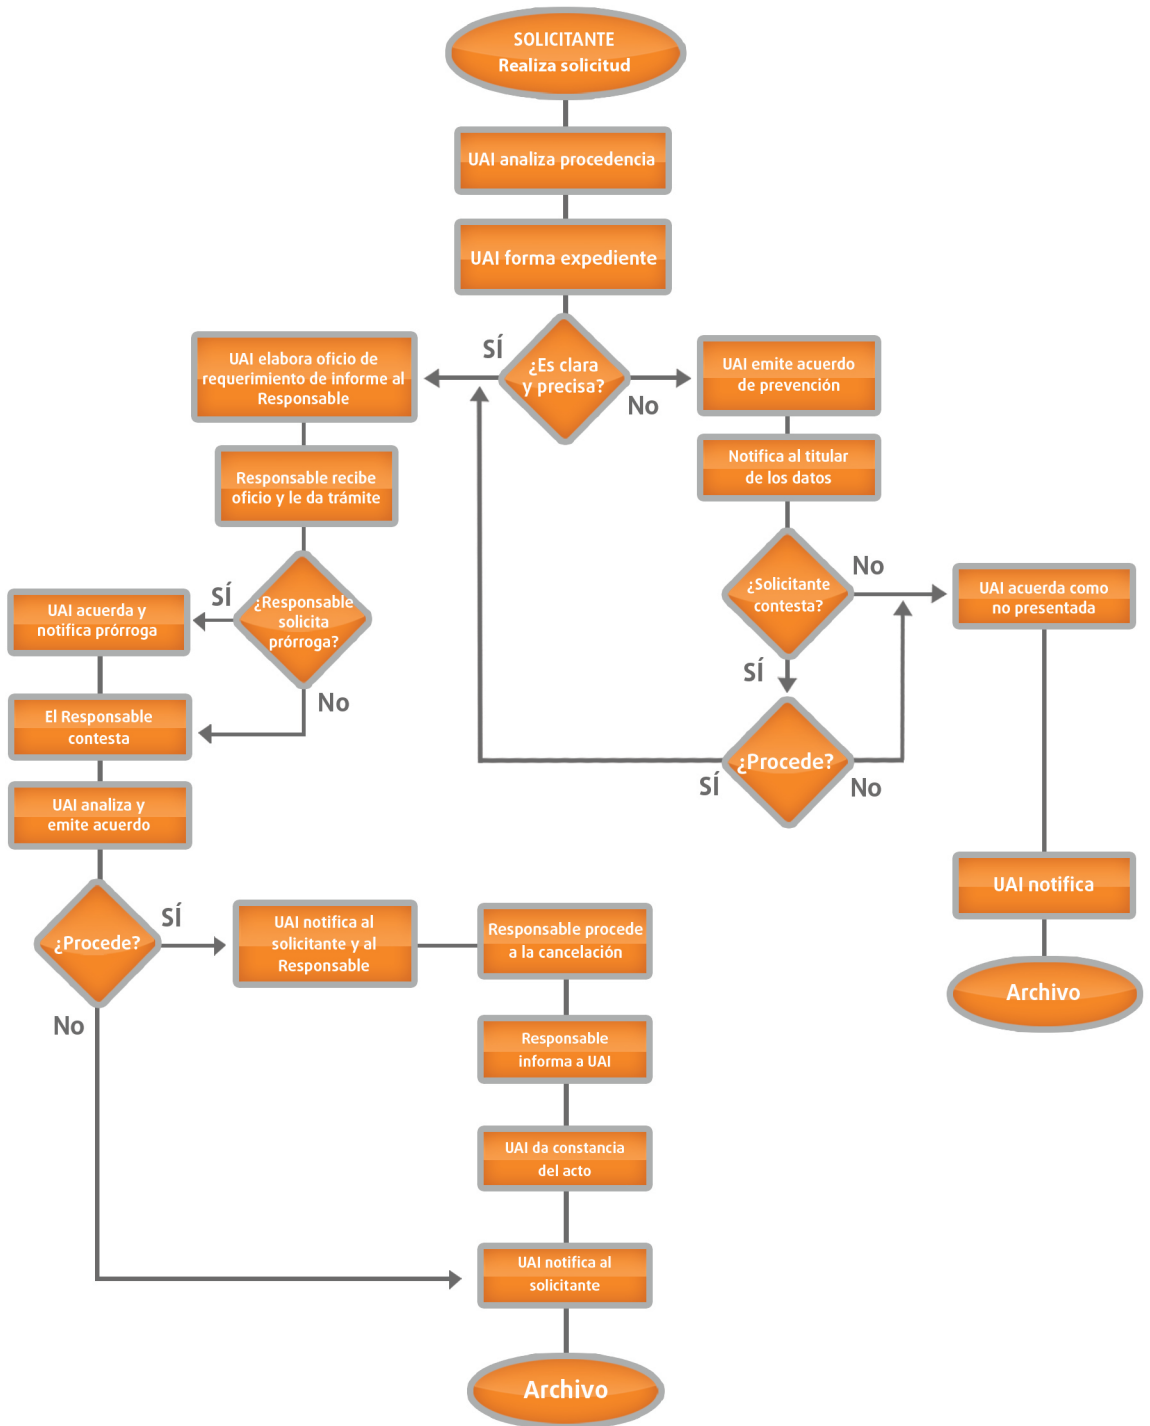 SOLICITANTE
Realiza solicitud
UAI analiza procedencia
UAI forma expediente
¿Es clara
y precisa?
SÍ
No
UAI elabora oficio de
requerimiento de informe al
Responsable
Responsable recibe
oficio y le da trámite
¿Responsable
solicita
prórroga?
SÍ
No
UAI acuerda y
notifica prórroga
El Responsable
contesta
UAI analiza y
emite acuerdo
¿Procede?
SÍ
No
UAI notifica al
solicitante y al
Responsable
Responsable procede
a la cancelación
Responsable
informa a UAI
UAI da constancia
del acto
UAI notifica al
solicitante
Archivo
UAI emite acuerdo
de prevención
Notifica al titular
de los datos
¿Solicitante
contesta?
No
SÍ
¿Procede?
SÍ
No
UAI acuerda como
no presentada
UAI notifica
Archivo